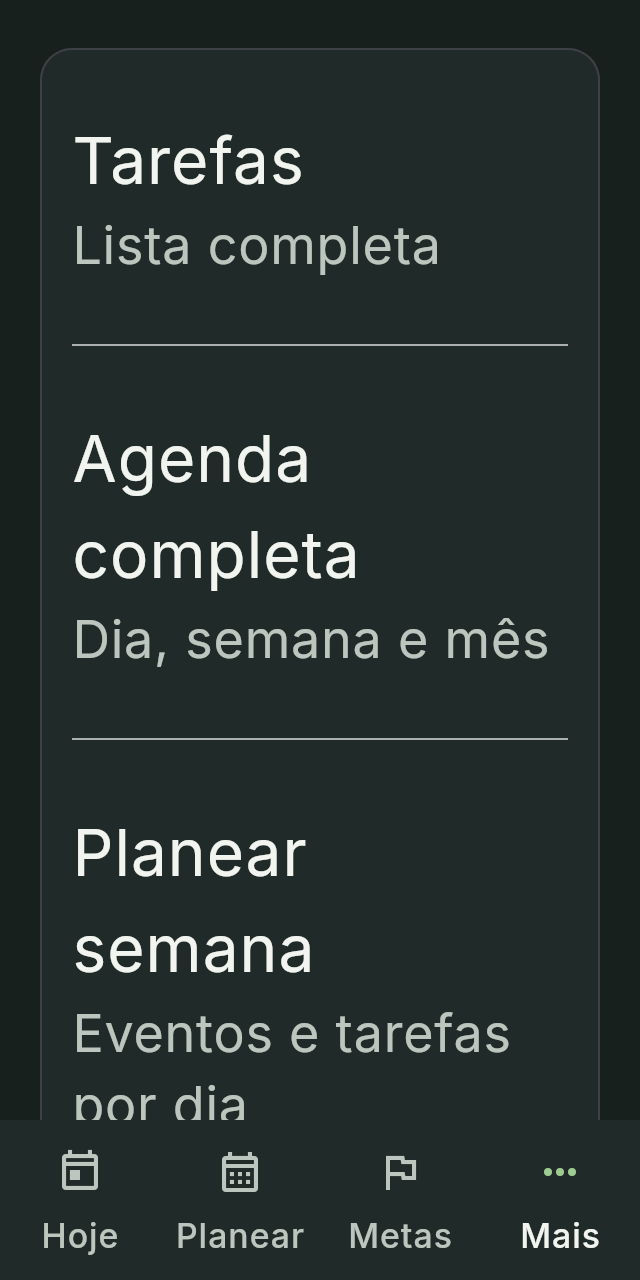 Tarefas
Lista completa
Agenda
completa
Dia, semana e mês
Planear
semana
Eventos e tarefas
por dia
Hoje
Planear
Metas
Mais